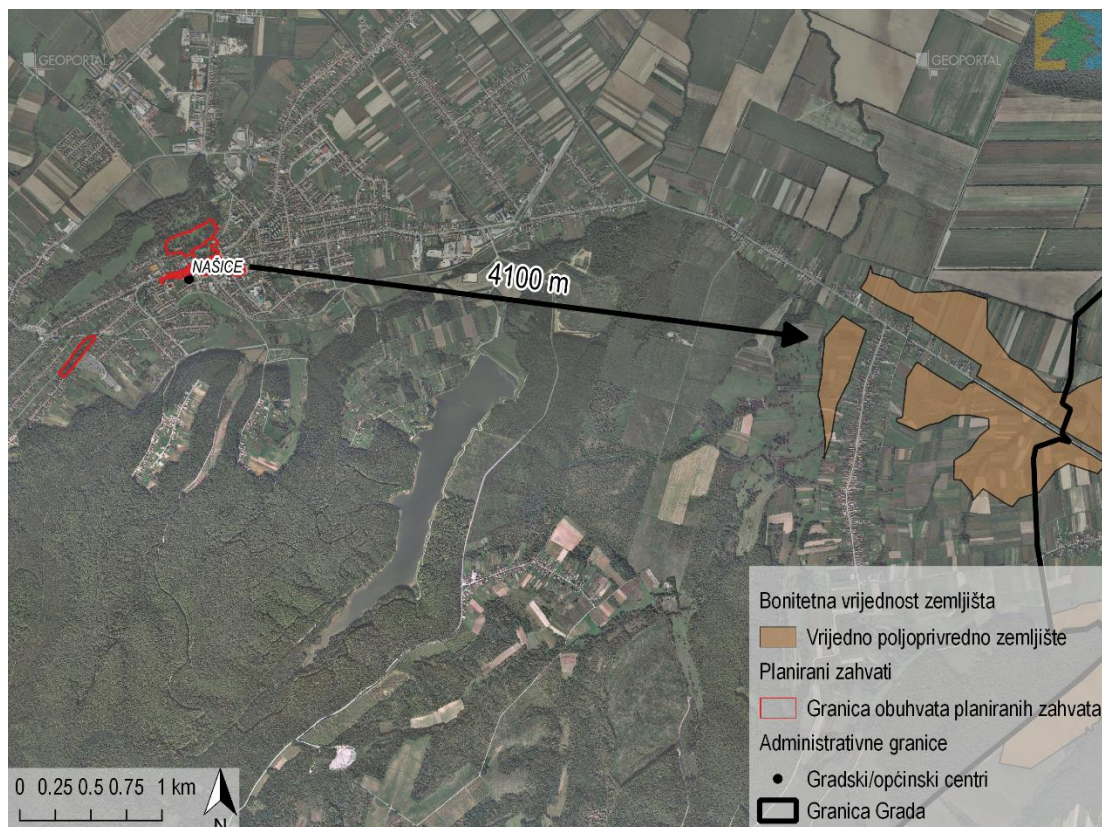 GEOPORTAL
GEOPORTAL
NAŠICE
4100 m
Bonitetna vrijednost zemljišta
Vrijedno poljoprivredno zemljište
Planirani zahvati
Granica obuhvata planiranih zahvata
Administrativne granice
Gradski/općinski centri
Granica Grada
0 0.25 0.5 0.75 1 km
N